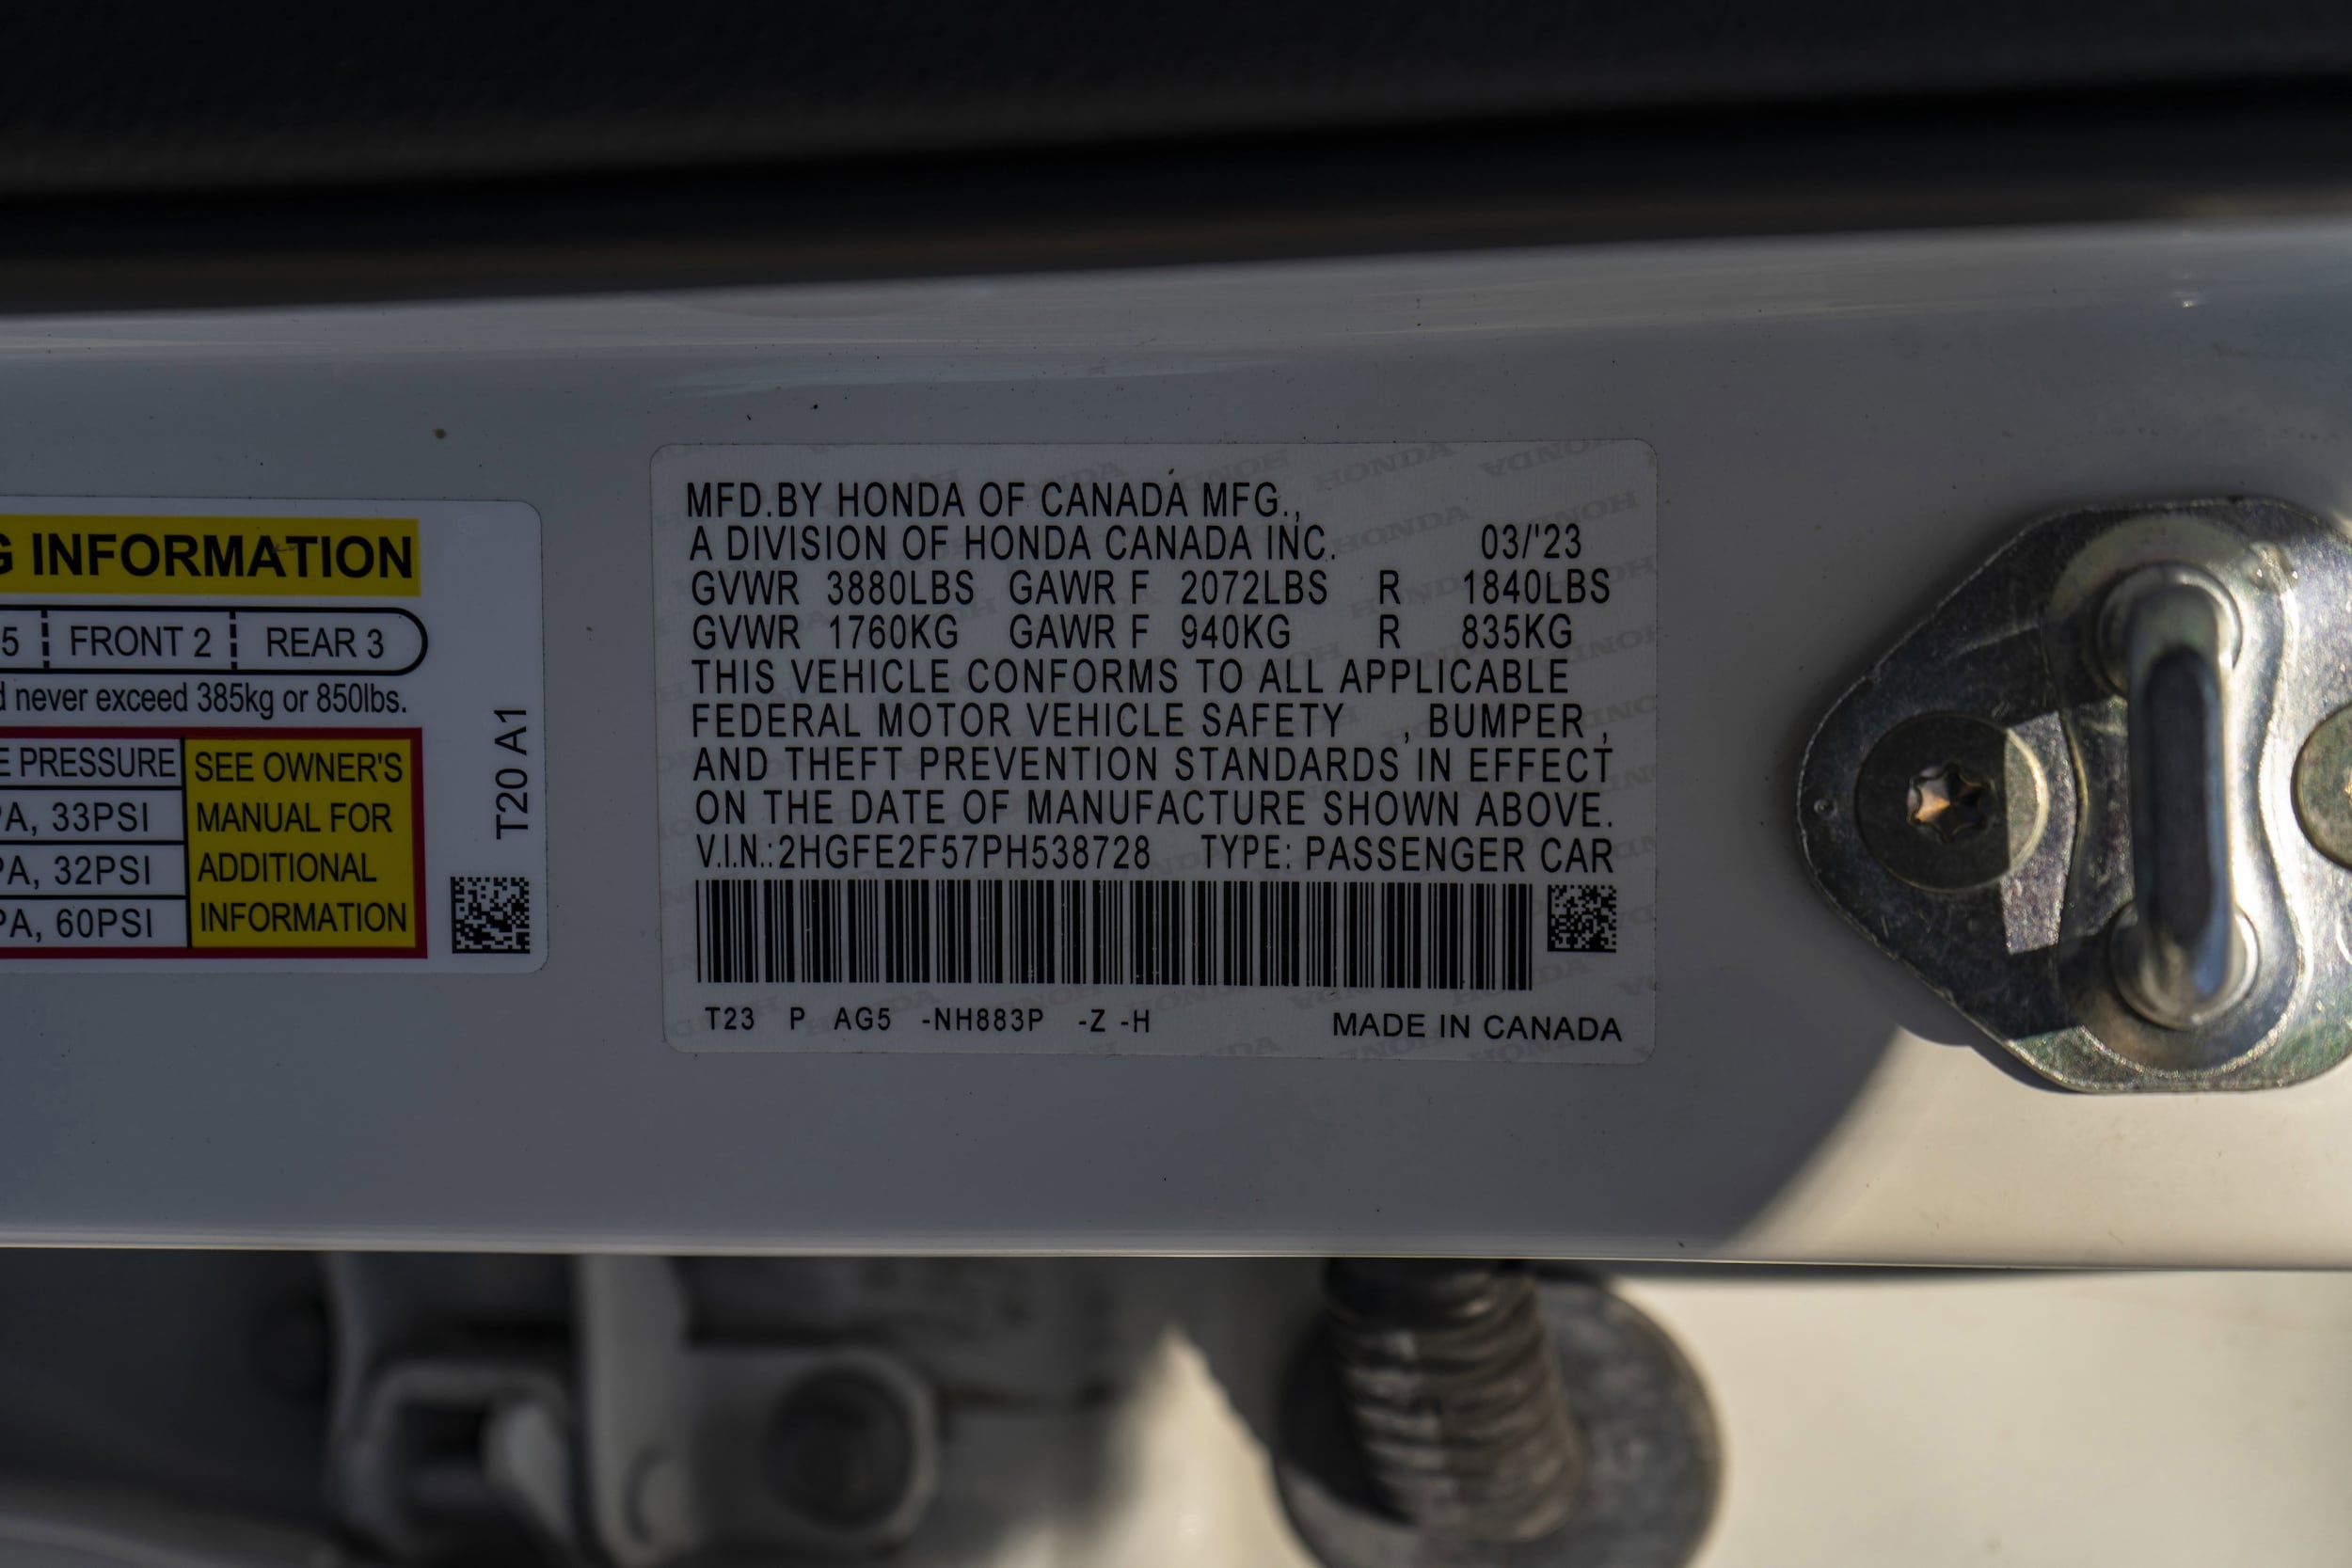 G INFORMATION
5 FRONT 2 REAR 3
d never exceed 385kg or 850lbs.
E PRESSURE
PA, 33PSI
PA, 32PSI
PA, 60PSI
SEE OWNER'S
MANUAL FOR
ADDITIONAL
INFORMATION
T20 A1
MFD.BY HONDA OF CANADA MFG.,
A DIVISION OF HONDA CANADA INC. 03/'23
GVWR 3880LBS GAWR F 2072LBS R 1840LBS
GVWR 1760KG GAWR F 940KG R 835KG
THIS VEHICLE CONFORMS TO ALL APPLICABLE
FEDERAL MOTOR VEHICLE SAFETY , BUMPER ,
AND THEFT PREVENTION STANDARDS IN EFFECT
ON THE DATE OF MANUFACTURE SHOWN ABOVE.
V.I.N.:2HGFE2F57PH538728 TYPE: PASSENGER CAR
T23 P AG5 -NH883P -Z -H MADE IN CANADA